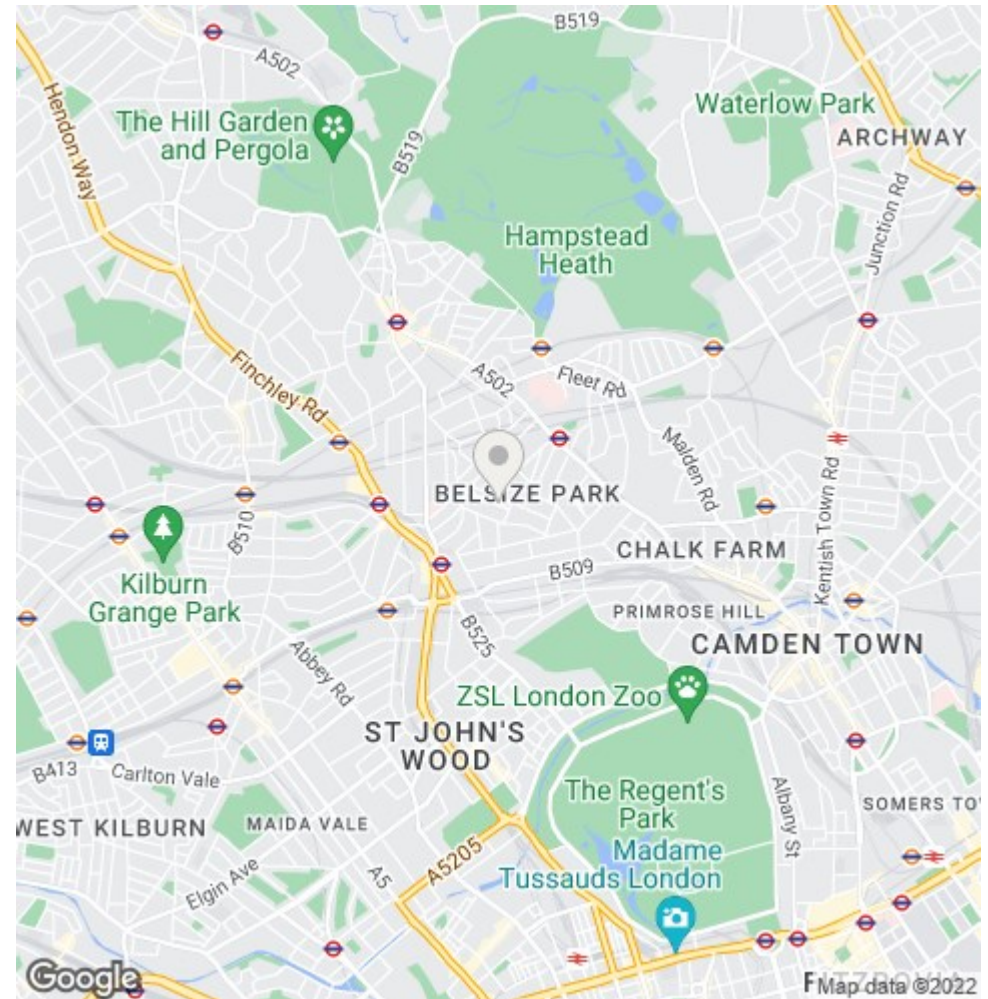 B519
A502
Hendon Way
The Hill Garden
and Pergola
B519
Waterlow Park
ARCHWAY
Junction Rd
Hampstead
Heath
Finchley Rd
A502
Fleet Rd
Malden Rd
BELSIZE PARK
Kentish Town Rd
B510
CHALK FARM
B509
Kilburn
Grange Park
PRIMROSE HILL
B525
Abbey Rd
CAMDEN TOWN
ZSL London Zoo
ST JOHN'S
WOOD
B413
Carlton Vale
The Regent's
Park
Albany St
SOMERS TO
WEST KILBURN
MAIDA VALE
Madame
Tussauds London
A5205
A5
Elgin Ave
Google
Map data ©2022